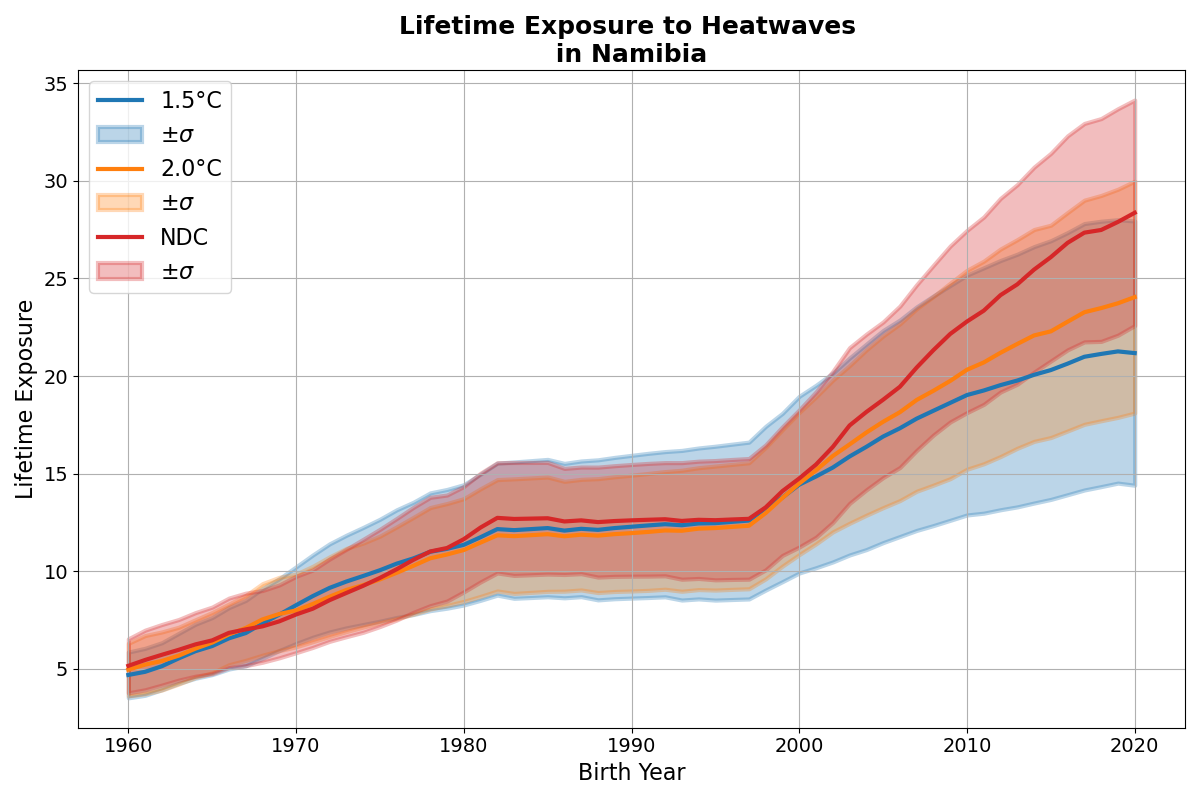 Lifetime Exposure to Heatwaves
in Namibia
Lifetime Exposure
35
30
25
20
15
10
5
1.5°C
±σ
2.0°C
±σ
NDC
±σ
1960
1970
1980
1990
2000
2010
2020
Birth Year